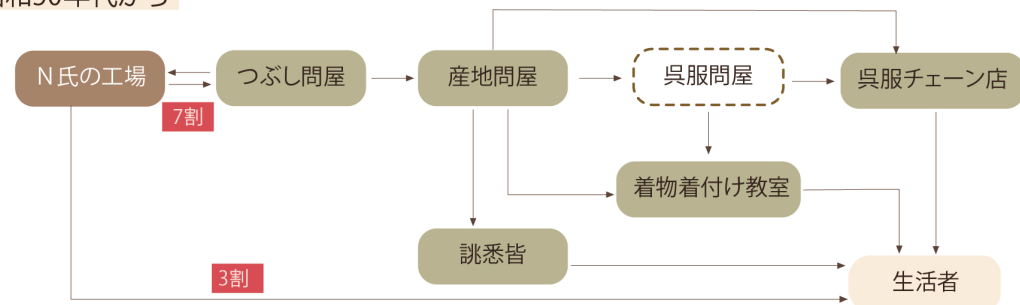 N氏の工場
つぶし問屋
産地問屋
呉服問屋
呉服チェーン店
7割
着物着付け教室
誂悉皆
3割
生活者